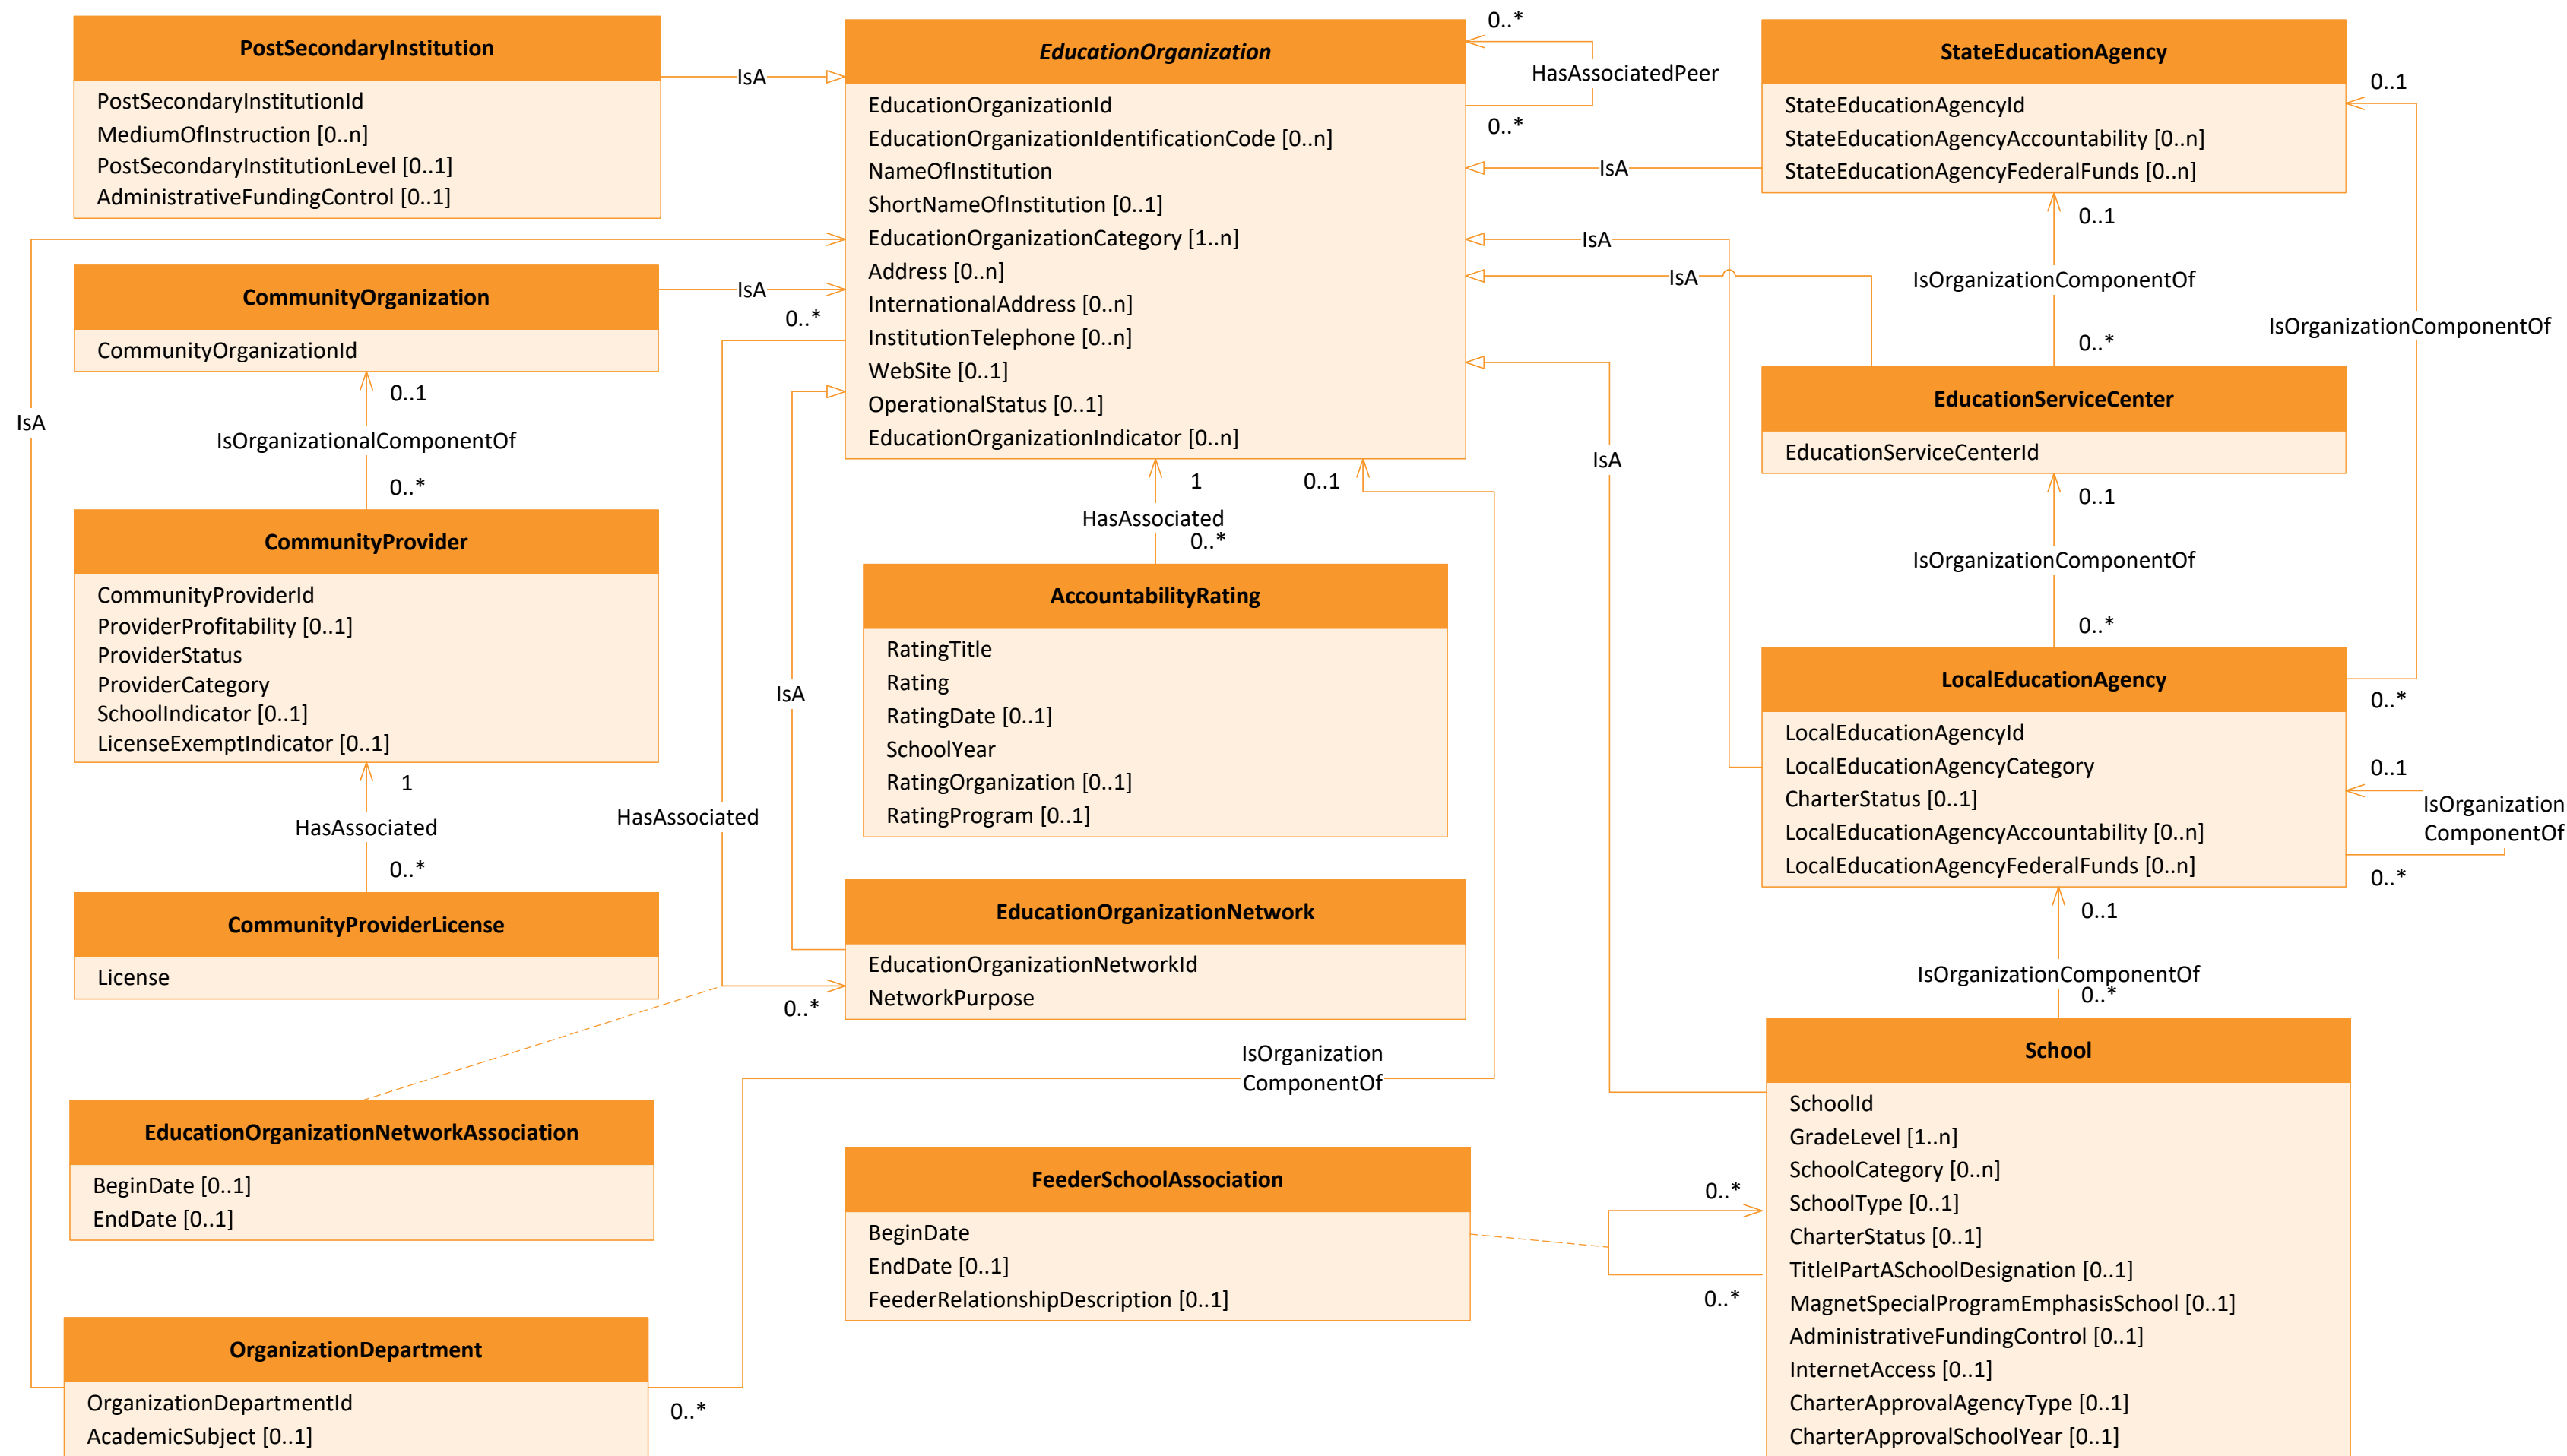 PostSecondaryInstitution
PostSecondaryInstitutionId
MediumOfInstruction [0..n]
PostSecondaryInstitutionLevel [0..1]
AdministrativeFundingControl [0..1]
IsA
EducationOrganization
EducationOrganizationId
EducationOrganizationIdentificationCode [0..n]
NameOfInstitution
ShortNameOfInstitution [0..1]
EducationOrganizationCategory [1..n]
Address [0..n]
InternationalAddress [0..n]
InstitutionTelephone [0..n]
WebSite [0..1]
OperationalStatus [0..1]
EducationOrganizationIndicator [0..n]
0..*
HasAssociatedPeer
0..*
IsA
IsA
IsA
IsA
StateEducationAgency
StateEducationAgencyId
StateEducationAgencyAccountability [0..n]
StateEducationAgencyFederalFunds [0..n]
0..1
0..1
IsOrganizationComponentOf
0..*
IsOrganizationComponentOf
EducationServiceCenter
EducationServiceCenterId
0..1
IsOrganizationComponentOf
0..*
LocalEducationAgency
LocalEducationAgencyId
LocalEducationAgencyCategory
CharterStatus [0..1]
LocalEducationAgencyAccountability [0..n]
LocalEducationAgencyFederalFunds [0..n]
0..*
0..1
IsOrganization
ComponentOf
0..*
0..1
IsOrganizationComponentOf
0..*
School
SchoolId
GradeLevel [1..n]
SchoolCategory [0..n]
SchoolType [0..1]
CharterStatus [0..1]
TitleIPartASchoolDesignation [0..1]
MagnetSpecialProgramEmphasisSchool [0..1]
AdministrativeFundingControl [0..1]
InternetAccess [0..1]
CharterApprovalAgencyType [0..1]
CharterApprovalSchoolYear [0..1]
CommunityOrganization
CommunityOrganizationId
IsA
0..*
IsA
0..1
IsOrganizationalComponentOf
0..*
CommunityProvider
CommunityProviderId
ProviderProfitability [0..1]
ProviderStatus
ProviderCategory
SchoolIndicator [0..1]
LicenseExemptIndicator [0..1]
1
HasAssociated
0..*
CommunityProviderLicense
License
HasAssociated
IsA
0..*
1
HasAssociated
0..*
0..1
AccountabilityRating
RatingTitle
Rating
RatingDate [0..1]
SchoolYear
RatingOrganization [0..1]
RatingProgram [0..1]
EducationOrganizationNetwork
EducationOrganizationNetworkId
NetworkPurpose
IsOrganization
ComponentOf
EducationOrganizationNetworkAssociation
BeginDate [0..1]
EndDate [0..1]
FeederSchoolAssociation
BeginDate
EndDate [0..1]
FeederRelationshipDescription [0..1]
0..*
0..*
OrganizationDepartment
OrganizationDepartmentId
AcademicSubject [0..1]
0..*